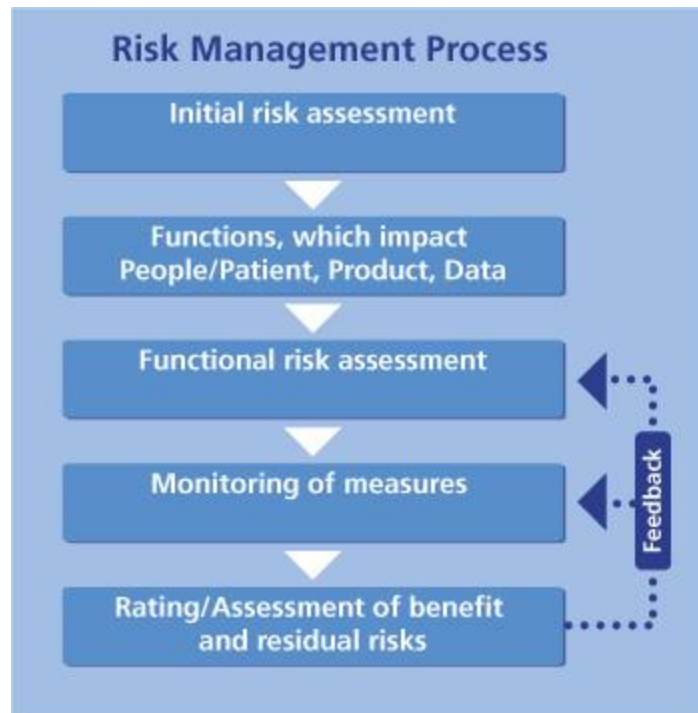 Risk Management Process
Initial risk assessment
Functions, which impact
People/Patient, Product, Data
Functional risk assessment
Monitoring of measures
Feedback
Rating/Assessment of benefit
and residual risks